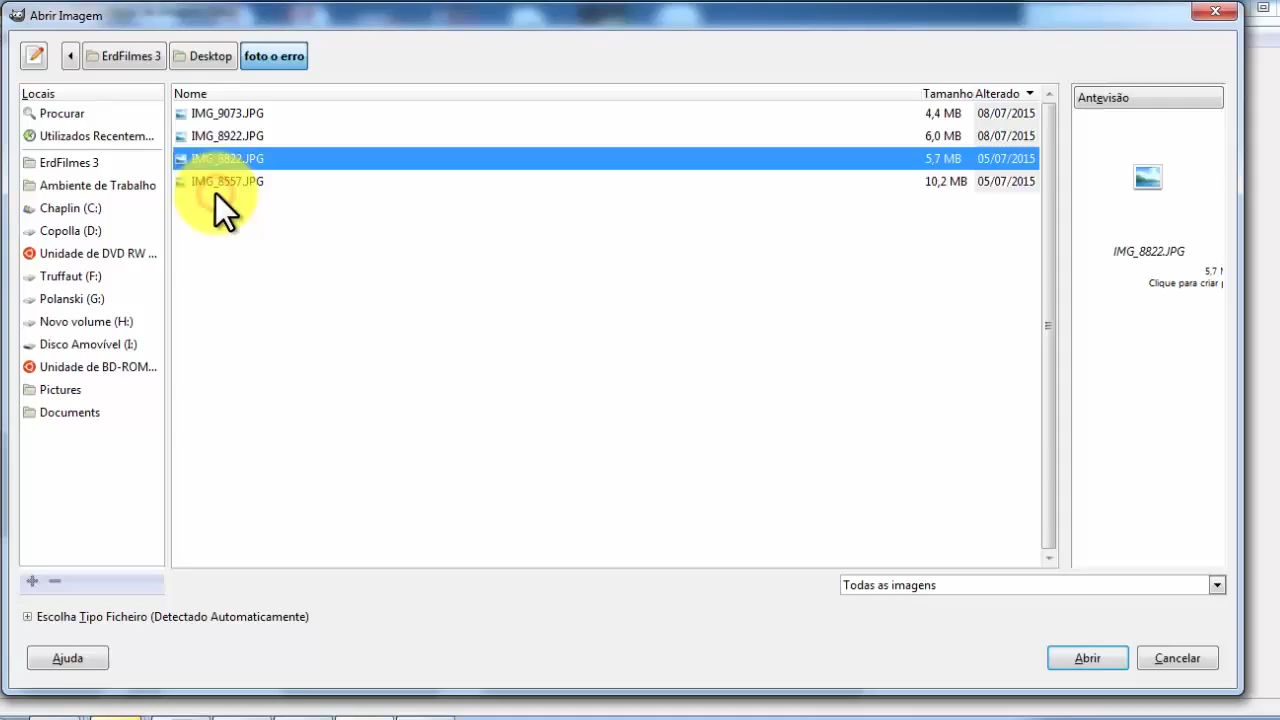 Abrir Imagem
ErdFilmes 3 Desktop foto o erro
Locais
Procurar
Utilizados Recentem...
ErdFilmes 3
Ambiente de Trabalho
Chaplin (C:)
Copolla (D:)
Unidade de DVD RW ...
Truffaut (F:)
Polanski (G:)
Novo volume (H:)
Disco Amovível (I:)
Unidade de BD-ROM...
Pictures
Documents
Nome Tamanho Alterado
IMG_9073.JPG 4,4 MB 08/07/2015
IMG_8922.JPG 6,0 MB 08/07/2015
IMG_8822.JPG 5,7 MB 05/07/2015
IMG_8557.JPG 10,2 MB 05/07/2015
Antevisão
IMG_8822.JPG
5,7
Clique para criar
Todas as imagens
Escolha Tipo Ficheiro (Detectado Automaticamente)
Ajuda
Abrir
Cancelar